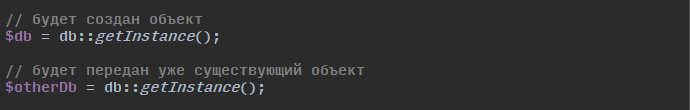 // будет создан объект
$db = db::getInstance();
// будет передан уже существующий объект
$otherDb = db::getInstance();